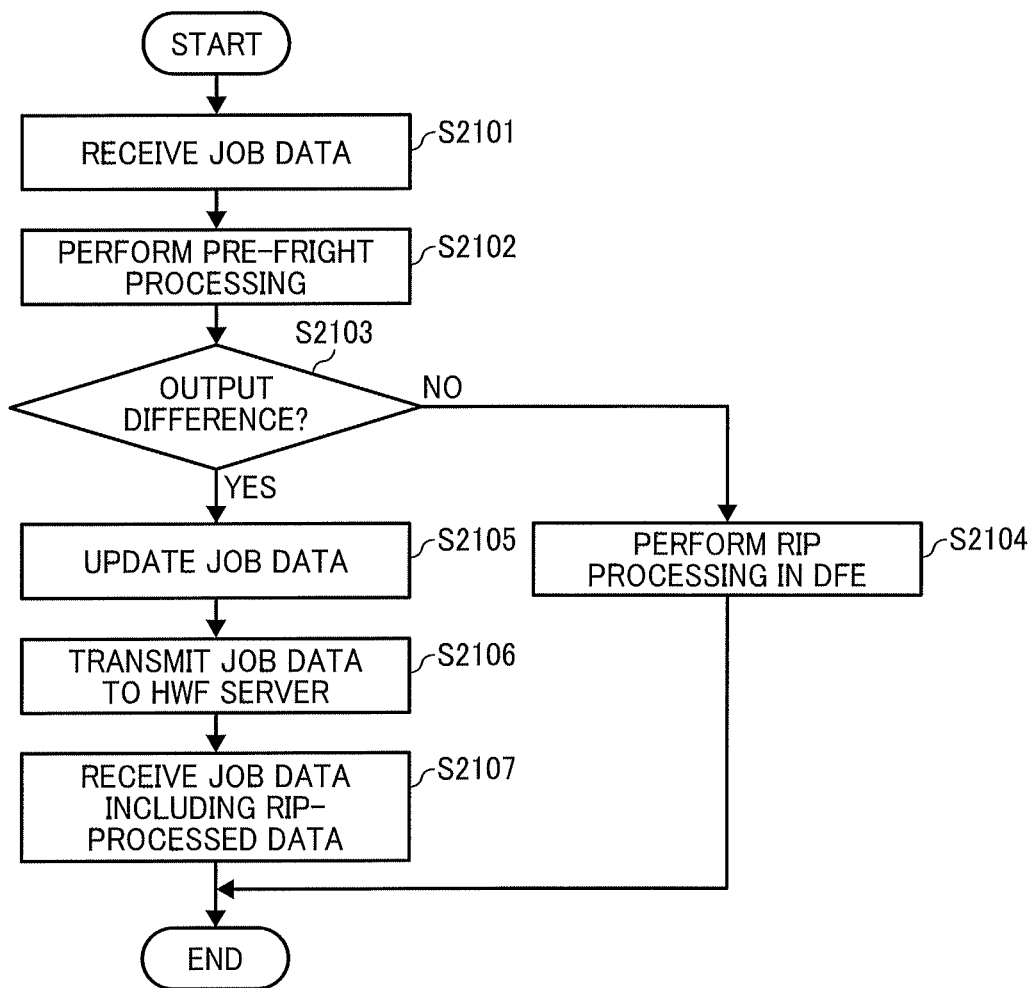 START
RECEIVE JOB DATA
S2101
PERFORM PRE-FRIGHT
PROCESSING
S2102
S2103
OUTPUT
DIFFERENCE?
NO
YES
UPDATE JOB DATA
S2105
PERFORM RIP
PROCESSING IN DFE
S2104
TRANSMIT JOB DATA
TO HWF SERVER
S2106
RECEIVE JOB DATA
INCLUDING RIP-
PROCESSED DATA
S2107
END